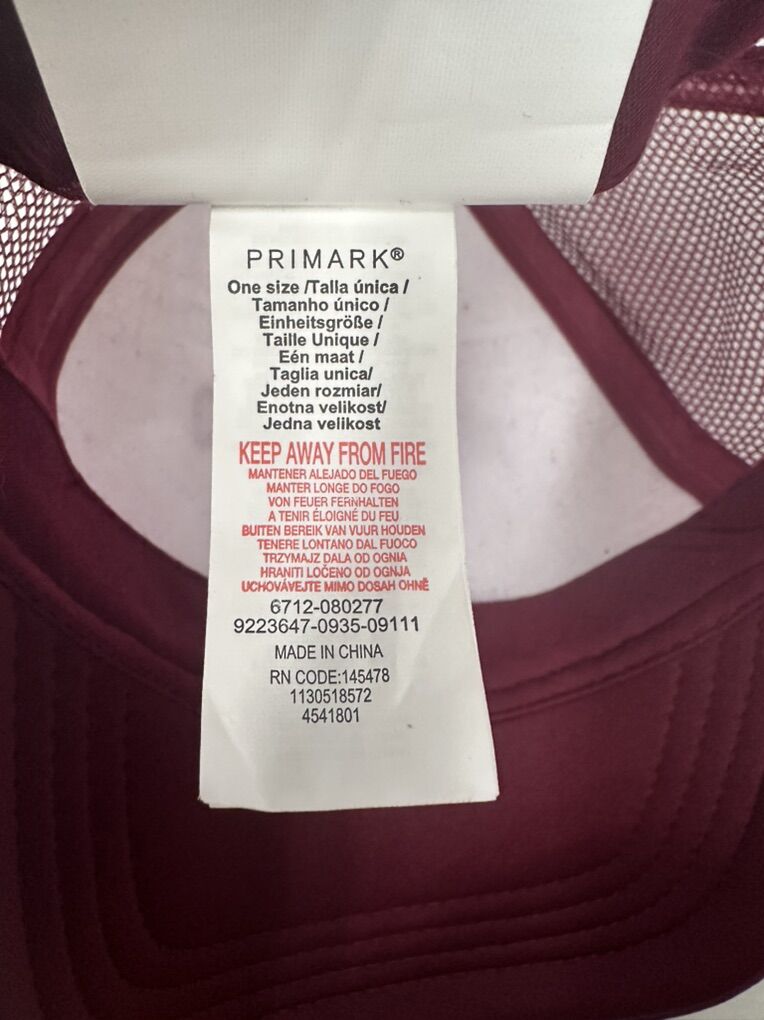 PRIMARK®
One size /Talla única /
Tamanho único /
Einheitsgröße /
Taille Unique /
Eén maat /
Taglia unica/
Jeden rozmiar/
Enotna velikost/
Jedna velikost
KEEP AWAY FROM FIRE
MANTENER ALEJADO DEL FUEGO
MANTER LONGE DO FOGO
VON FEUER FERNHALTEN
A TENIR ÉLOIGNÉ DU FEU
BUITEN BEREIK VAN VUUR HOUDEN
TENERE LONTANO DAL FUOCO
TRZYMAJZ DALA OD OGNIA
HRANITI LOČENO OD OGNJA
UCHOVÁVEJTE MIMO DOSAH OHNĚ
6712-080277
9223647-0935-09111
MADE IN CHINA
RN CODE:145478
1130518572
4541801